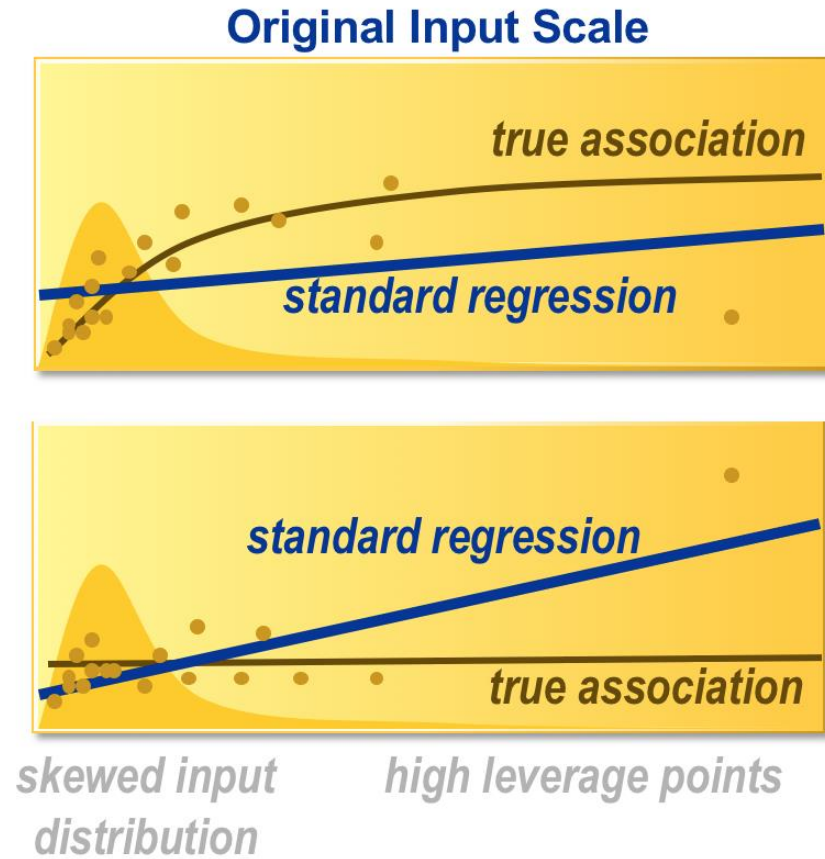 Original Input Scale
true association
standard regression
standard regression
true association
skewed input high leverage points
distribution